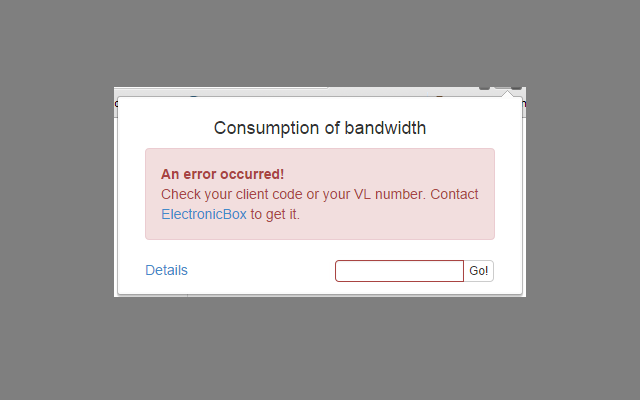 Consumption of bandwidth
An error occurred!
Check your client code or your VL number. Contact
ElectronicBox to get it.
Details
Go!